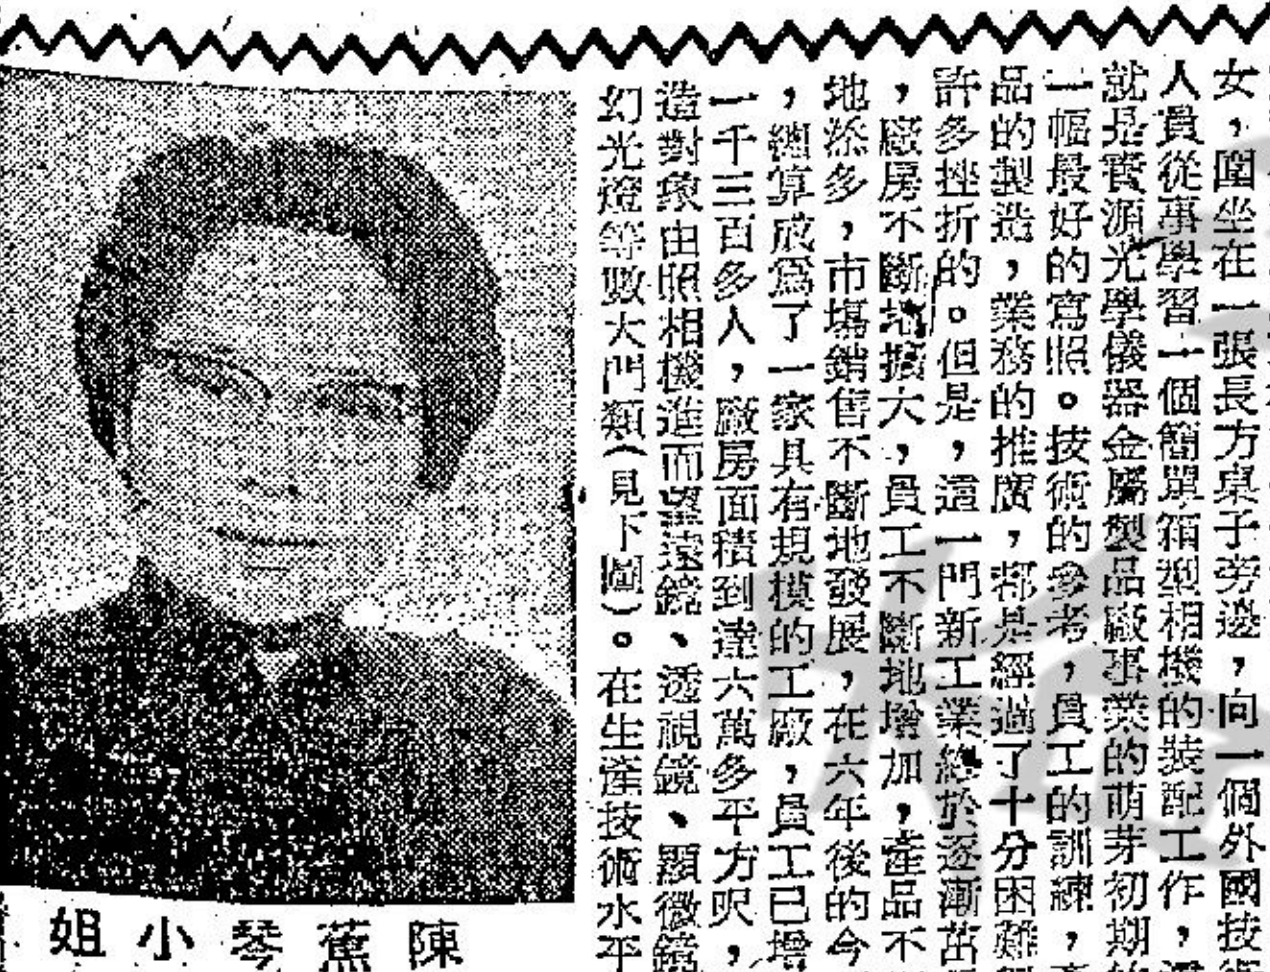 女，圍坐在一張長方桌子旁邊，向一個外國技
人員從事學習一個簡單箱型相機的裝配工作，
就是寶源光學儀器金屬製品廠事業的萌芽初期
一幅最好的寫照。技術的參考，員工的訓練，
品的製造，業務的推廣，都是經過了十分困難
許多挫折的。但是，這一門新工業終於逐漸茁
，廠房不斷地擴大，員工不斷地增加，產品不
地添多，市場銷售不斷地發展，在六年後的今
，總算成爲了一家具有規模的工廠，員工已增
一千三百多人，廠房面積到達六萬多平方呎，
造對象由照相機進而望遠鏡、透視鏡、顯微鏡
幻光燈等數大門類（見下圖）。在生產技術水平
陳蕉琴小姐